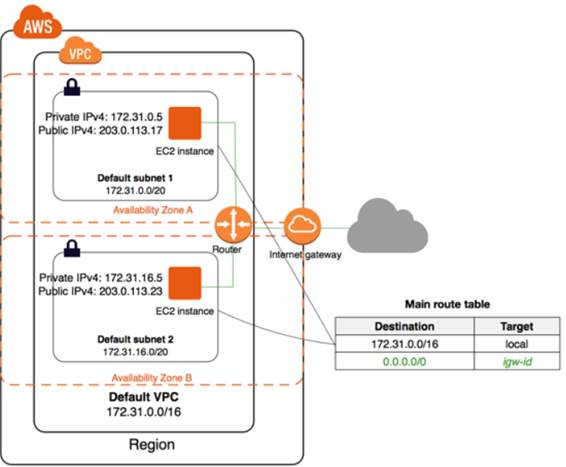 AWS
VPC
Private IPv4: 172.31.0.5
Public IPv4: 203.0.113.17
EC2 instance
Default subnet 1
172.31.0.0/20
Availability Zone A
Router
Internet gateway
Private IPv4: 172.31.16.5
Public IPv4: 203.0.113.23
EC2 instance
Default subnet 2
172.31.16.0/20
Availability Zone B
Default VPC
172.31.0.0/16
Region
Main route table
Destination Target
172.31.0.0/16 local
0.0.0.0/0 igw-id